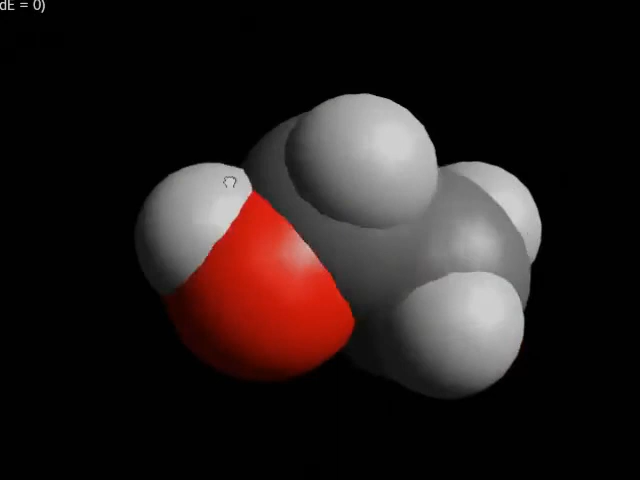 dE = 0)